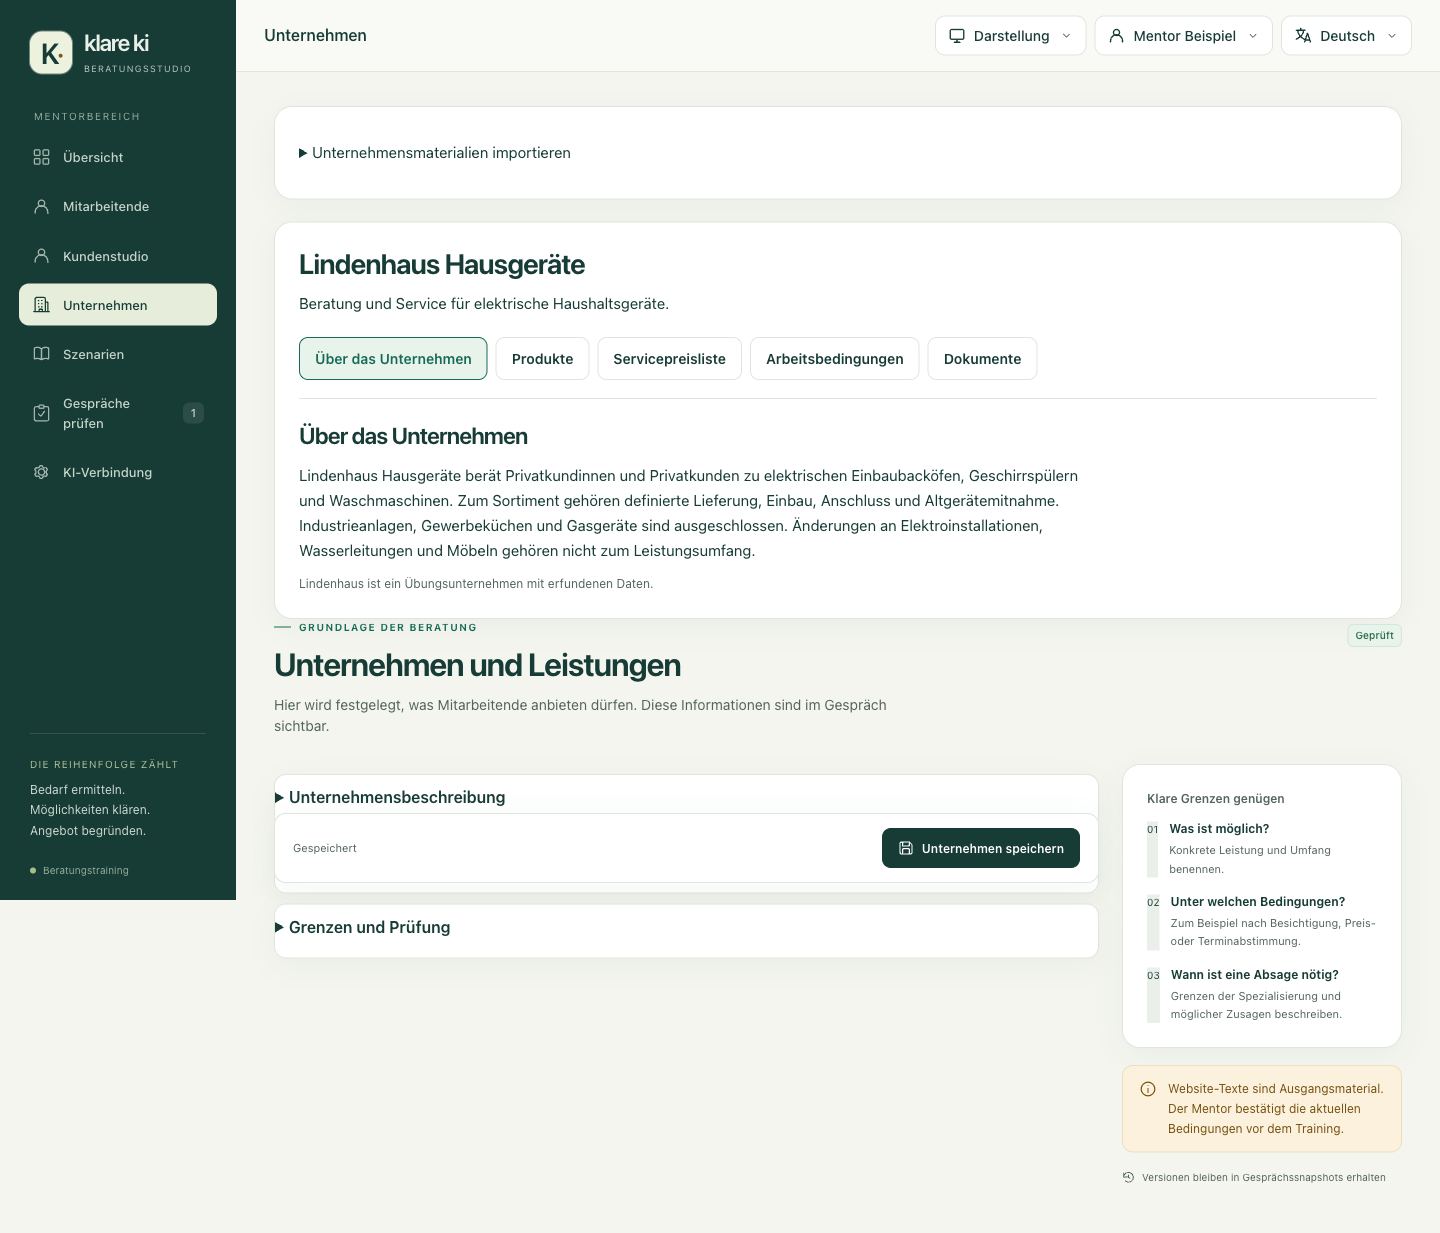 klare ki
BERATUNGSSTUDIO
MENTORBEREICH
Übersicht
Mitarbeitende
Kundenstudio
Unternehmen
Szenarien
Gespräche
prüfen
1
KI-Verbindung
DIE REIHENFOLGE ZÄHLT
Bedarf ermitteln.
Möglichkeiten klären.
Angebot begründen.
Beratungstraining
Unternehmen
Darstellung
Mentor Beispiel
Deutsch
Unternehmensmaterialien importieren
Lindenhaus Hausgeräte
Beratung und Service für elektrische Haushaltsgeräte.
Über das Unternehmen
Produkte
Servicepreisliste
Arbeitsbedingungen
Dokumente
Über das Unternehmen
Lindenhaus Hausgeräte berät Privatkundinnen und Privatkunden zu elektrischen Einbaubacköfen, Geschirrspülern
und Waschmaschinen. Zum Sortiment gehören definierte Lieferung, Einbau, Anschluss und Altgerätemitnahme.
Industrieanlagen, Gewerbeküchen und Gasgeräte sind ausgeschlossen. Änderungen an Elektroinstallationen,
Wasserleitungen und Möbeln gehören nicht zum Leistungsumfang.
Lindenhaus ist ein Übungsunternehmen mit erfundenen Daten.
GRUNDLAGE DER BERATUNG
Geprüft
Unternehmen und Leistungen
Hier wird festgelegt, was Mitarbeitende anbieten dürfen. Diese Informationen sind im Gespräch
sichtbar.
Unternehmensbeschreibung
Gespeichert
Unternehmen speichern
Grenzen und Prüfung
Klare Grenzen genügen
01 Was ist möglich?
Konkrete Leistung und Umfang
benennen.
02 Unter welchen Bedingungen?
Zum Beispiel nach Besichtigung, Preis-
oder Terminabstimmung.
03 Wann ist eine Absage nötig?
Grenzen der Spezialisierung und
möglicher Zusagen beschreiben.
Website-Texte sind Ausgangsmaterial.
Der Mentor bestätigt die aktuellen
Bedingungen vor dem Training.
Versionen bleiben in Gesprächssnapshots erhalten